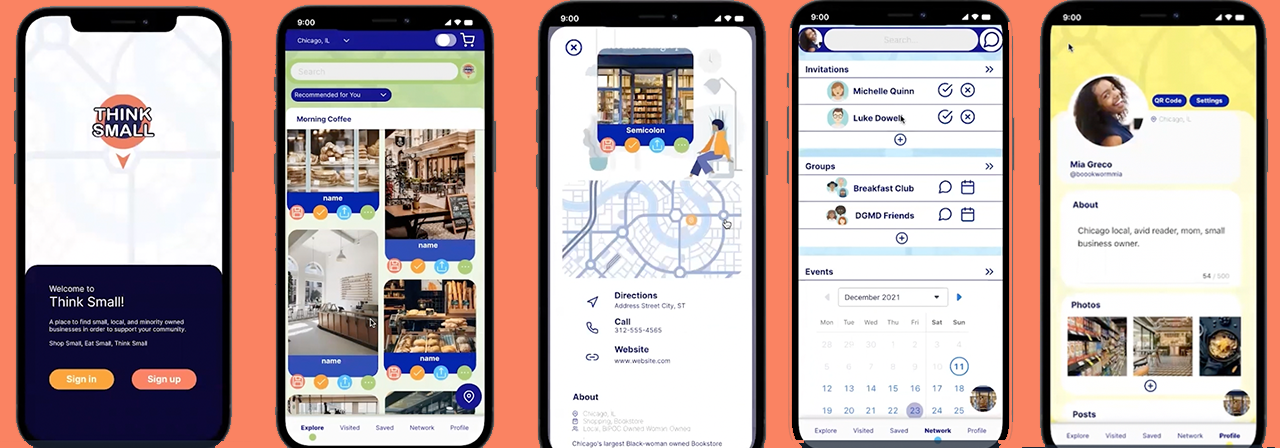 THINK
SMALL
Welcome to
Think Small!
A place to find small, local, and minority owned
businesses in order to support your community.
Shop Small, Eat Small, Think Small
Sign in
Sign up
9:00
Chicago, IL
Search
Recommended for You
Morning Coffee
name
name
name
name
Explore
Visited
Saved
Network
Profile
9:00
Semicolon
Directions
Address Street City, ST
Call
312-555-4565
Website
www.website.com
About
Chicago, IL
Shopping, Bookstore
Local, BIPOC Owned Women Owned
Chicago's largest Black-woman owned Bookstore
9:00
Search...
Invitations
Michelle Quinn
Luke Dowell
Groups
Breakfast Club
DGMD Friends
Events
December 2021
Mon Tue Wed Thu Fri Sat Sun
2 3 4
5 9 10 11
12 13 14 15 16 17 18
19 20 21 22 23 24 25
Explore
Visited
Saved
Network
Profile
9:00
QR Code
Settings
Chicago, IL
Mia Greco
@boookwormmia
About
Chicago local, avid reader, mom, small
business owner.
54 / 500
Photos
Posts
Explore
Visited
Saved
Network
Profile